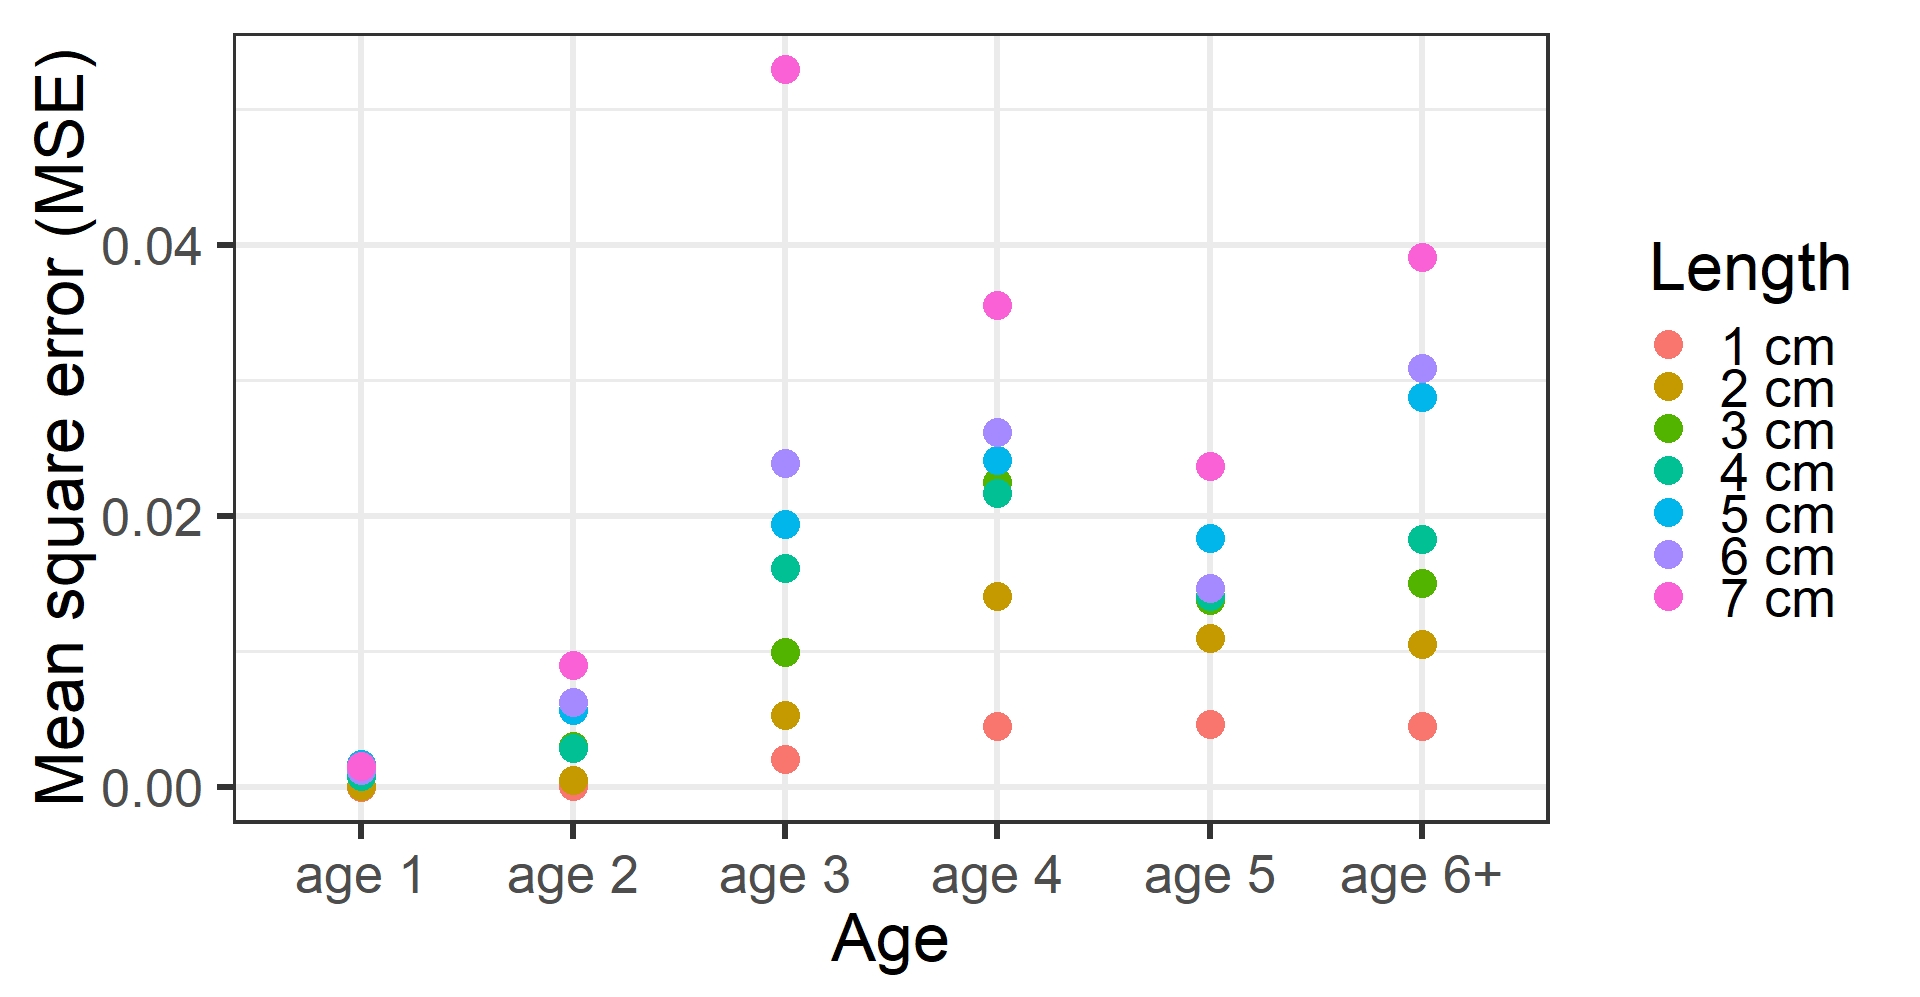 Mean square error (MSE)
0.04
0.02
0.00
age 1
age 2
age 3
age 4
age 5
age 6+
Age
Length
1 cm
2 cm
3 cm
4 cm
5 cm
6 cm
7 cm